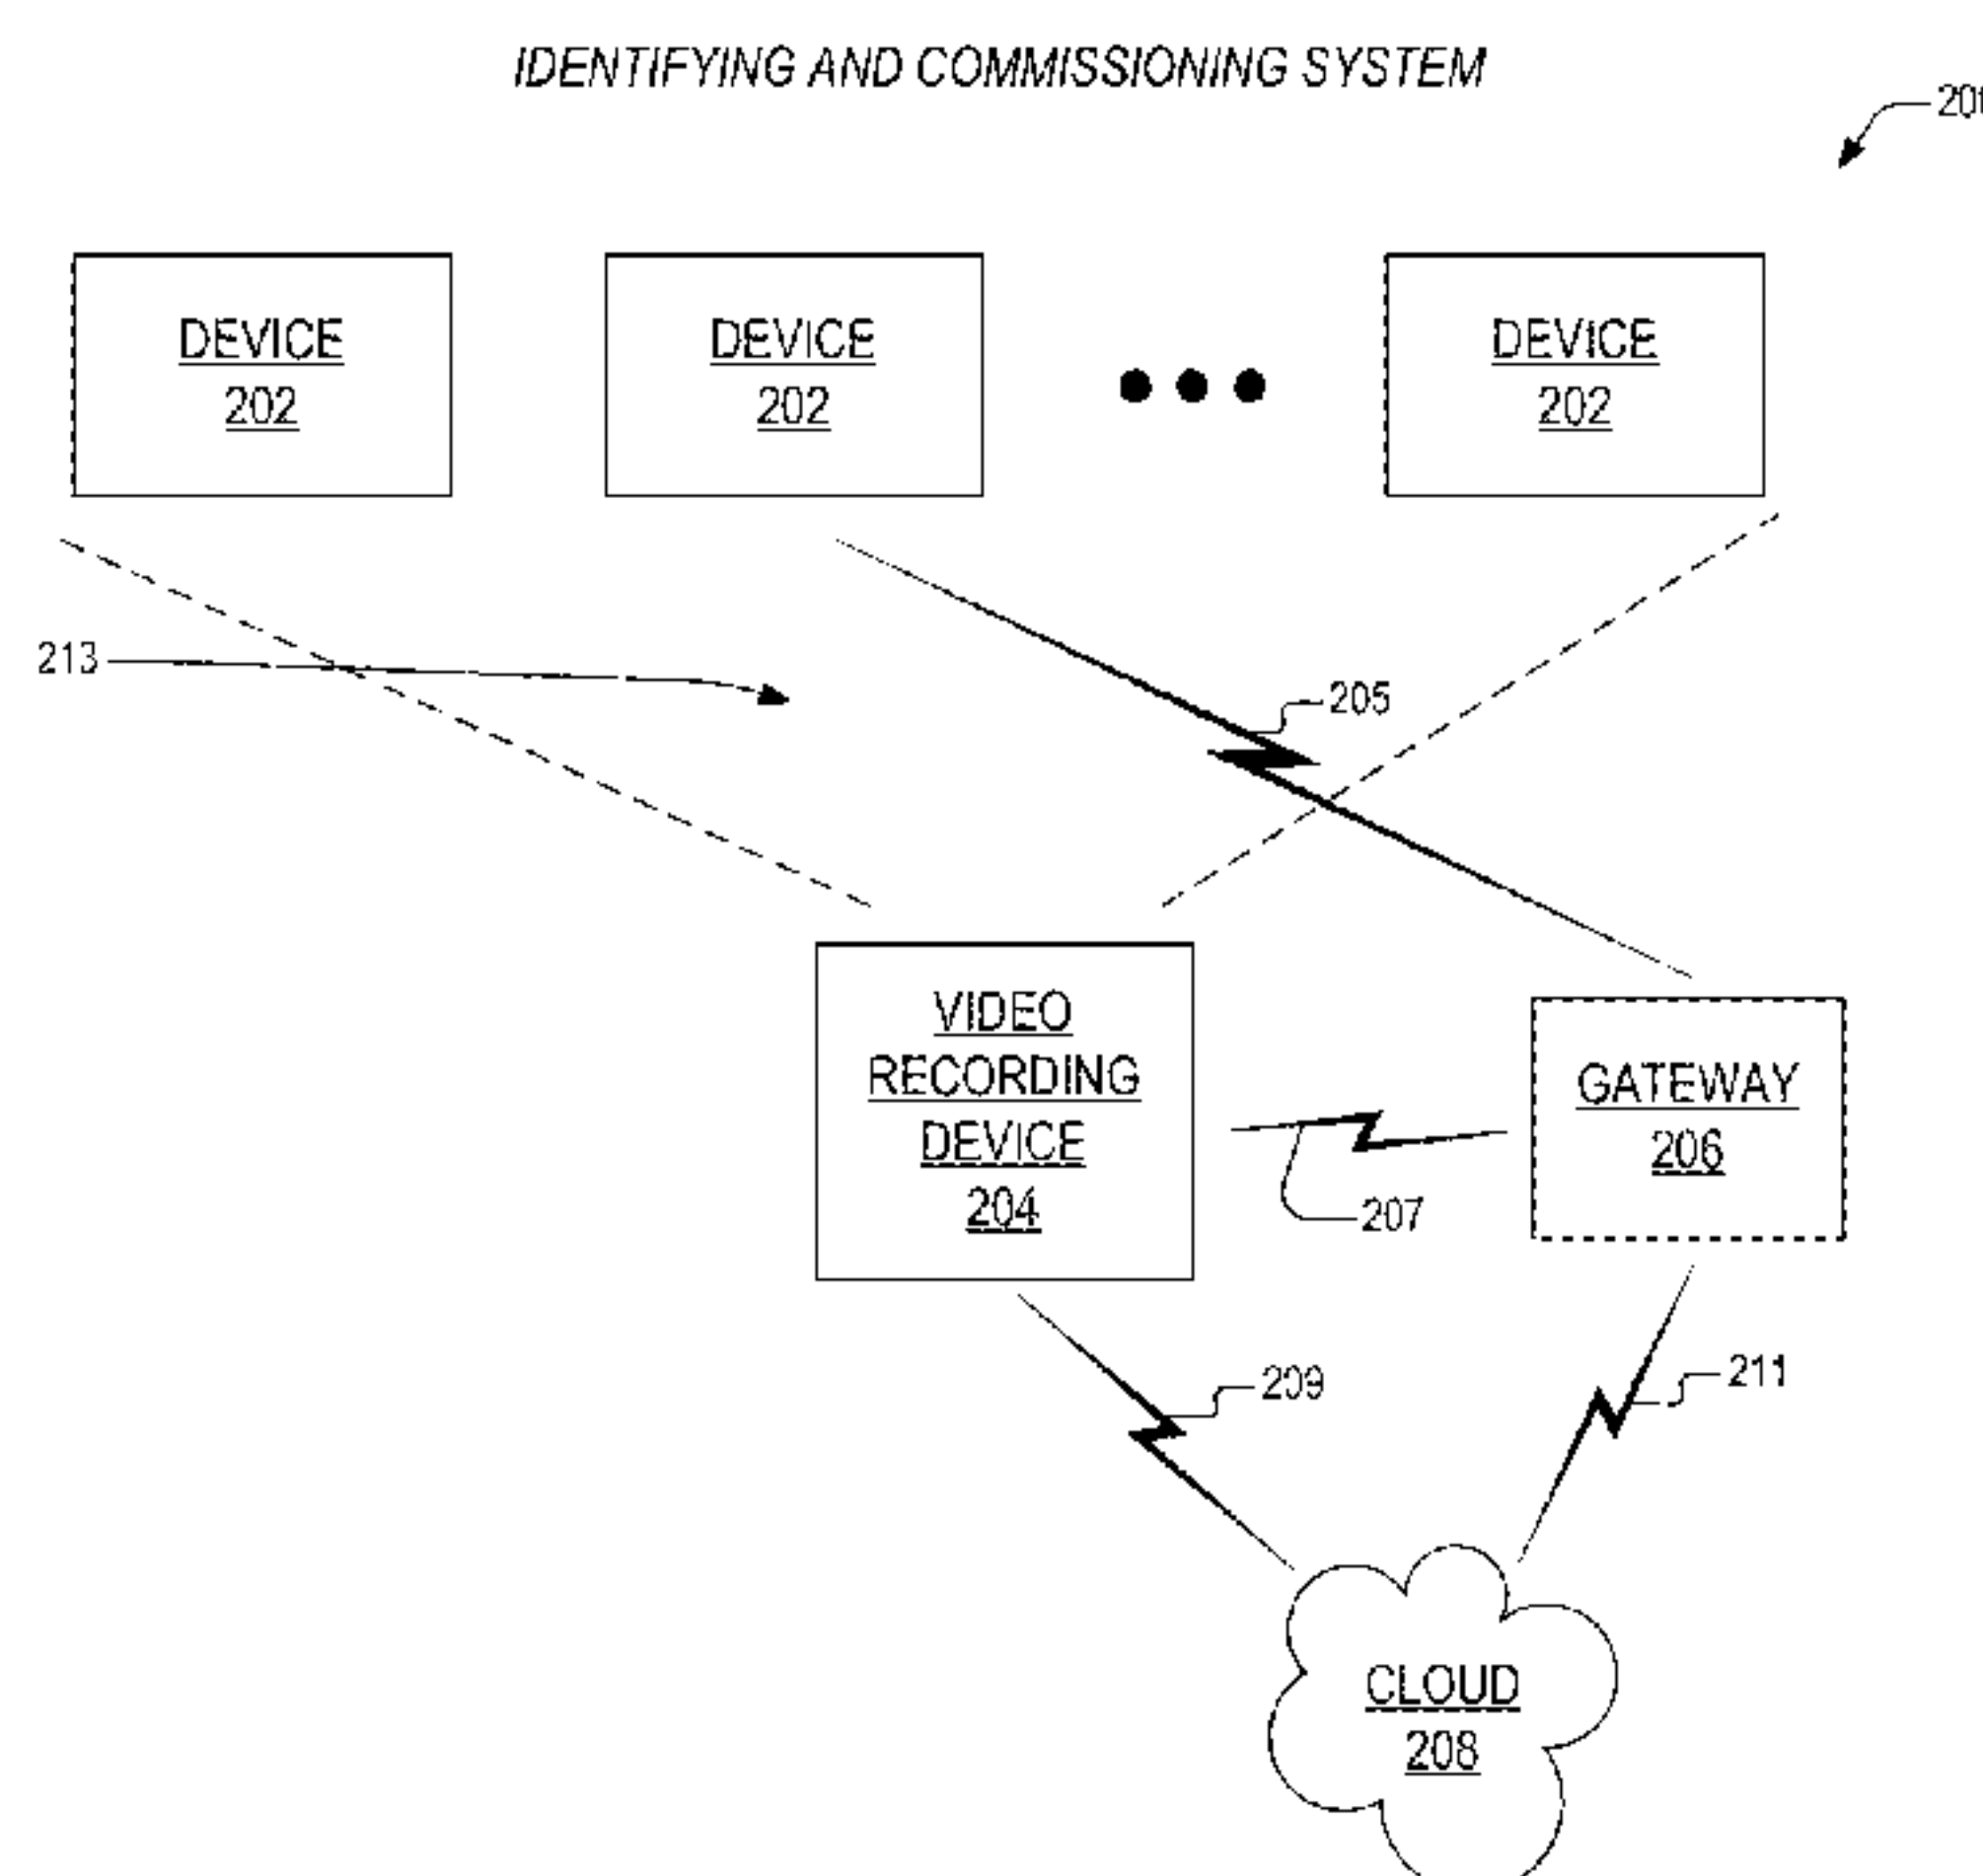 IDENTIFYING AND COMMISSIONING SYSTEM
DEVICE
202
DEVICE
202
DEVICE
202
213
205
VIDEO
RECORDING
DEVICE
204
GATEWAY
206
207
209
211
CLOUD
208